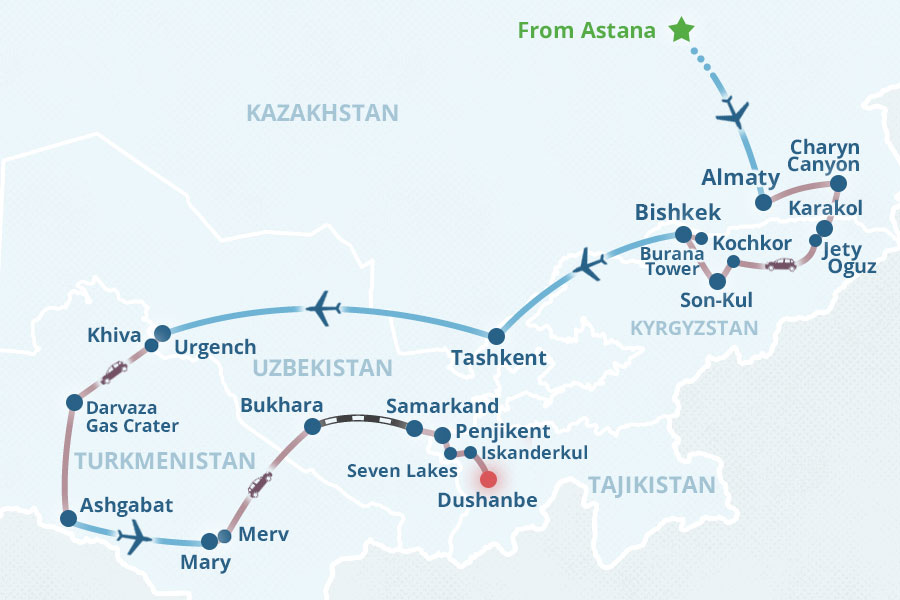 From Astana
KAZAKHSTAN
Charyn
Canyon
Almaty
Karakol
Bishkek
Kochkor
Burana
Tower
Jety
Oguz
Son-Kul
KYRGYZSTAN
Khiva
Urgench
Tashkent
UZBEKISTAN
Darvaza
Gas Crater
Bukhara
Samarkand
Penjikent
Iskanderkul
Seven Lakes
TURKMENISTAN
Dushanbe
TAJIKISTAN
Ashgabat
Merv
Mary